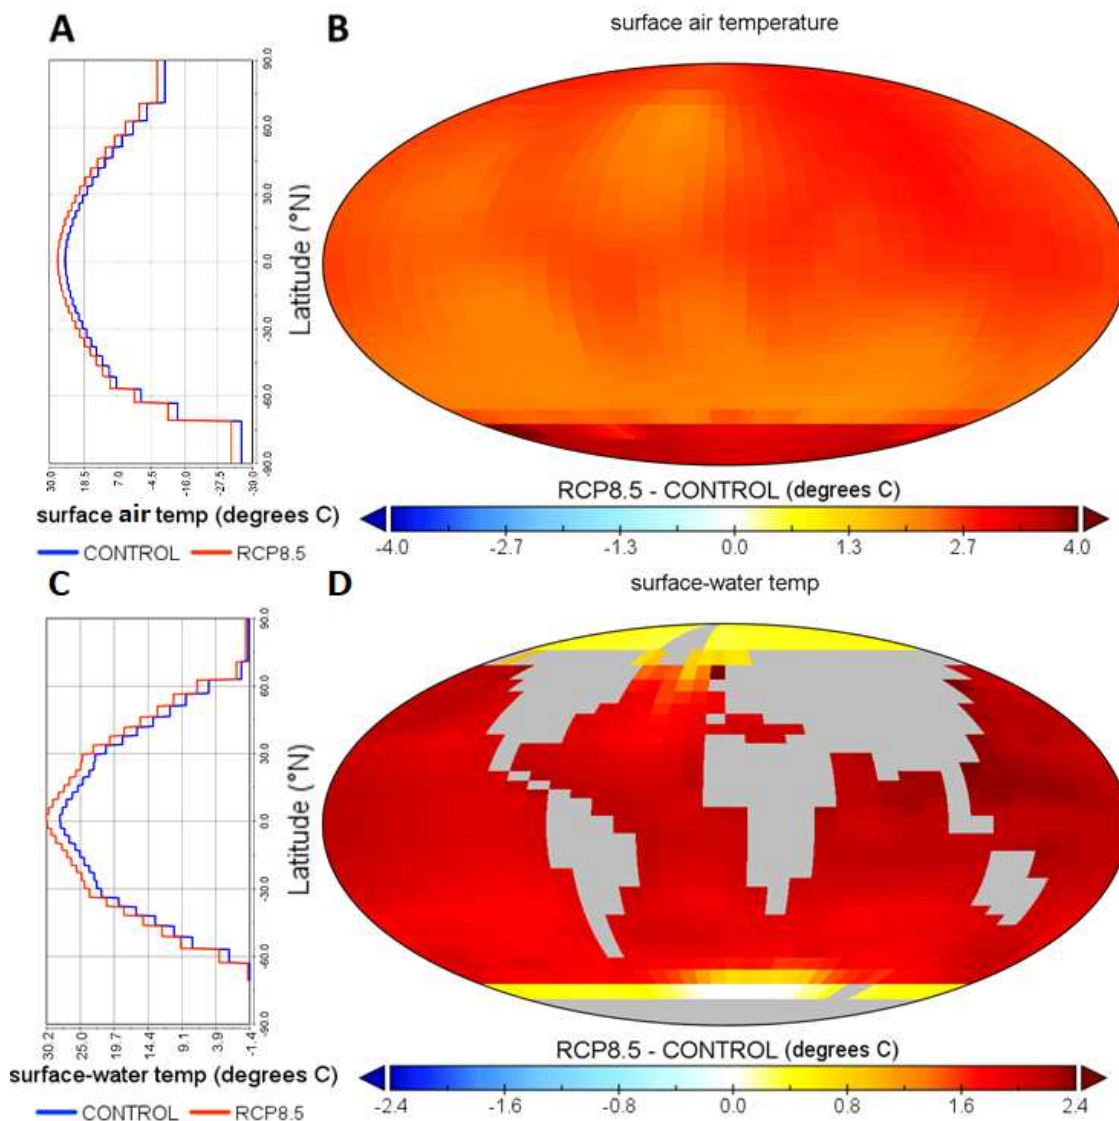 A
B
surface air temperature
90.0
60.0
30.0
0.0
-30.0
-60.0
-90.0
Latitude (°N)
30.0 18.5 7.0 -4.5 -16.0 -27.5 -39.0
surface air temp (degrees C)
CONTROL RCP8.5
RCP8.5 - CONTROL (degrees C)
-4.0 -2.7 -1.3 0.0 1.3 2.7 4.0
C
D
surface-water temp
90.0
60.0
30.0
0.0
-30.0
-60.0
-90.0
Latitude (°N)
30.2 25.0 19.7 14.4 9.1 3.9 -1.4
surface-water temp (degrees C)
CONTROL RCP8.5
RCP8.5 - CONTROL (degrees C)
-2.4 -1.6 -0.8 0.0 0.8 1.6 2.4